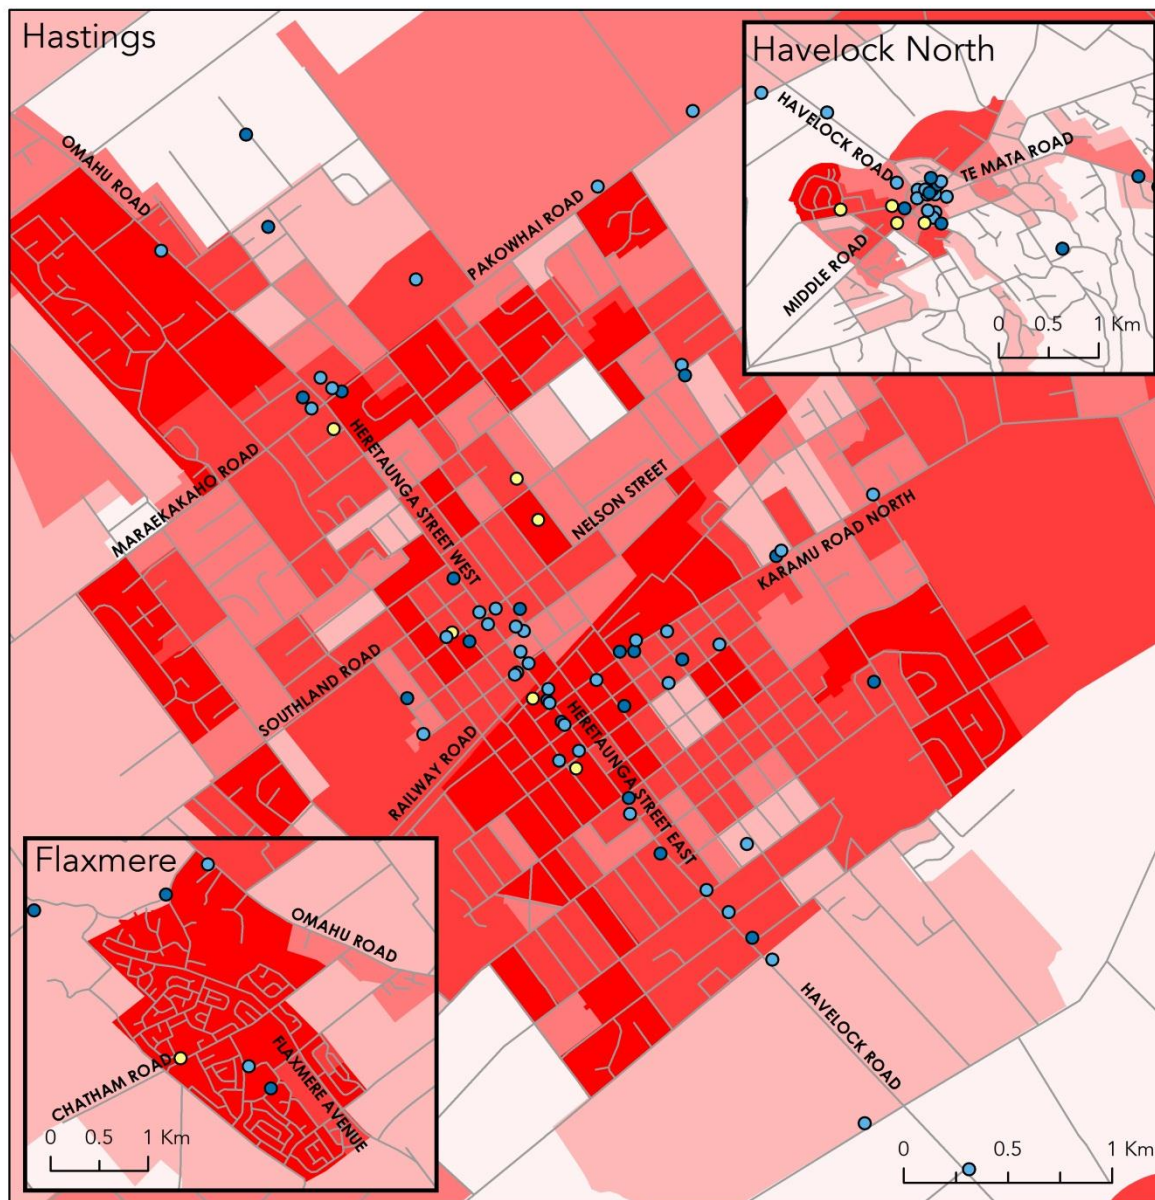 Hastings
Havelock North
HAVELOCK ROAD
TE MATA ROAD
MIDDLE ROAD
0 0.5 1 Km
OMAHU ROAD
PAKOWHAI ROAD
MARAEKAKAHO ROAD
HERETAUNGA STREET WEST
NELSON STREET
KARAMU ROAD NORTH
SOUTHLAND ROAD
RAILWAY ROAD
HERETAUNGA STREET EAST
HAVELOCK ROAD
Flaxmere
OMAHU ROAD
CHATHAM ROAD
FLAXMERE AVENUE
0 0.5 1 Km
0 0.5 1 Km